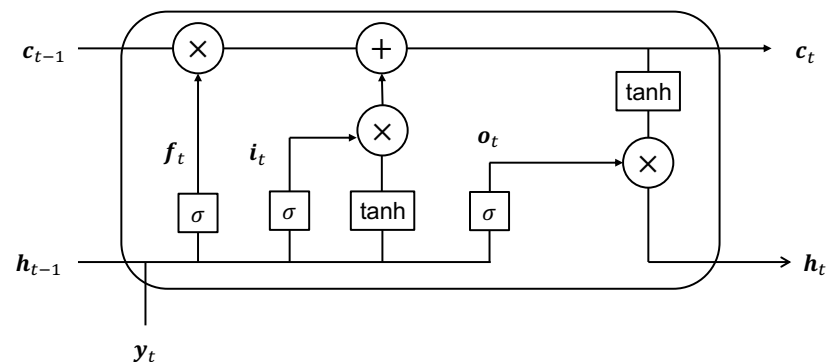 c_{t−1}
×
+
c_t
tanh
f_t
i_t
×
o_t
×
σ
σ
tanh
σ
h_{t−1}
h_t
y_t